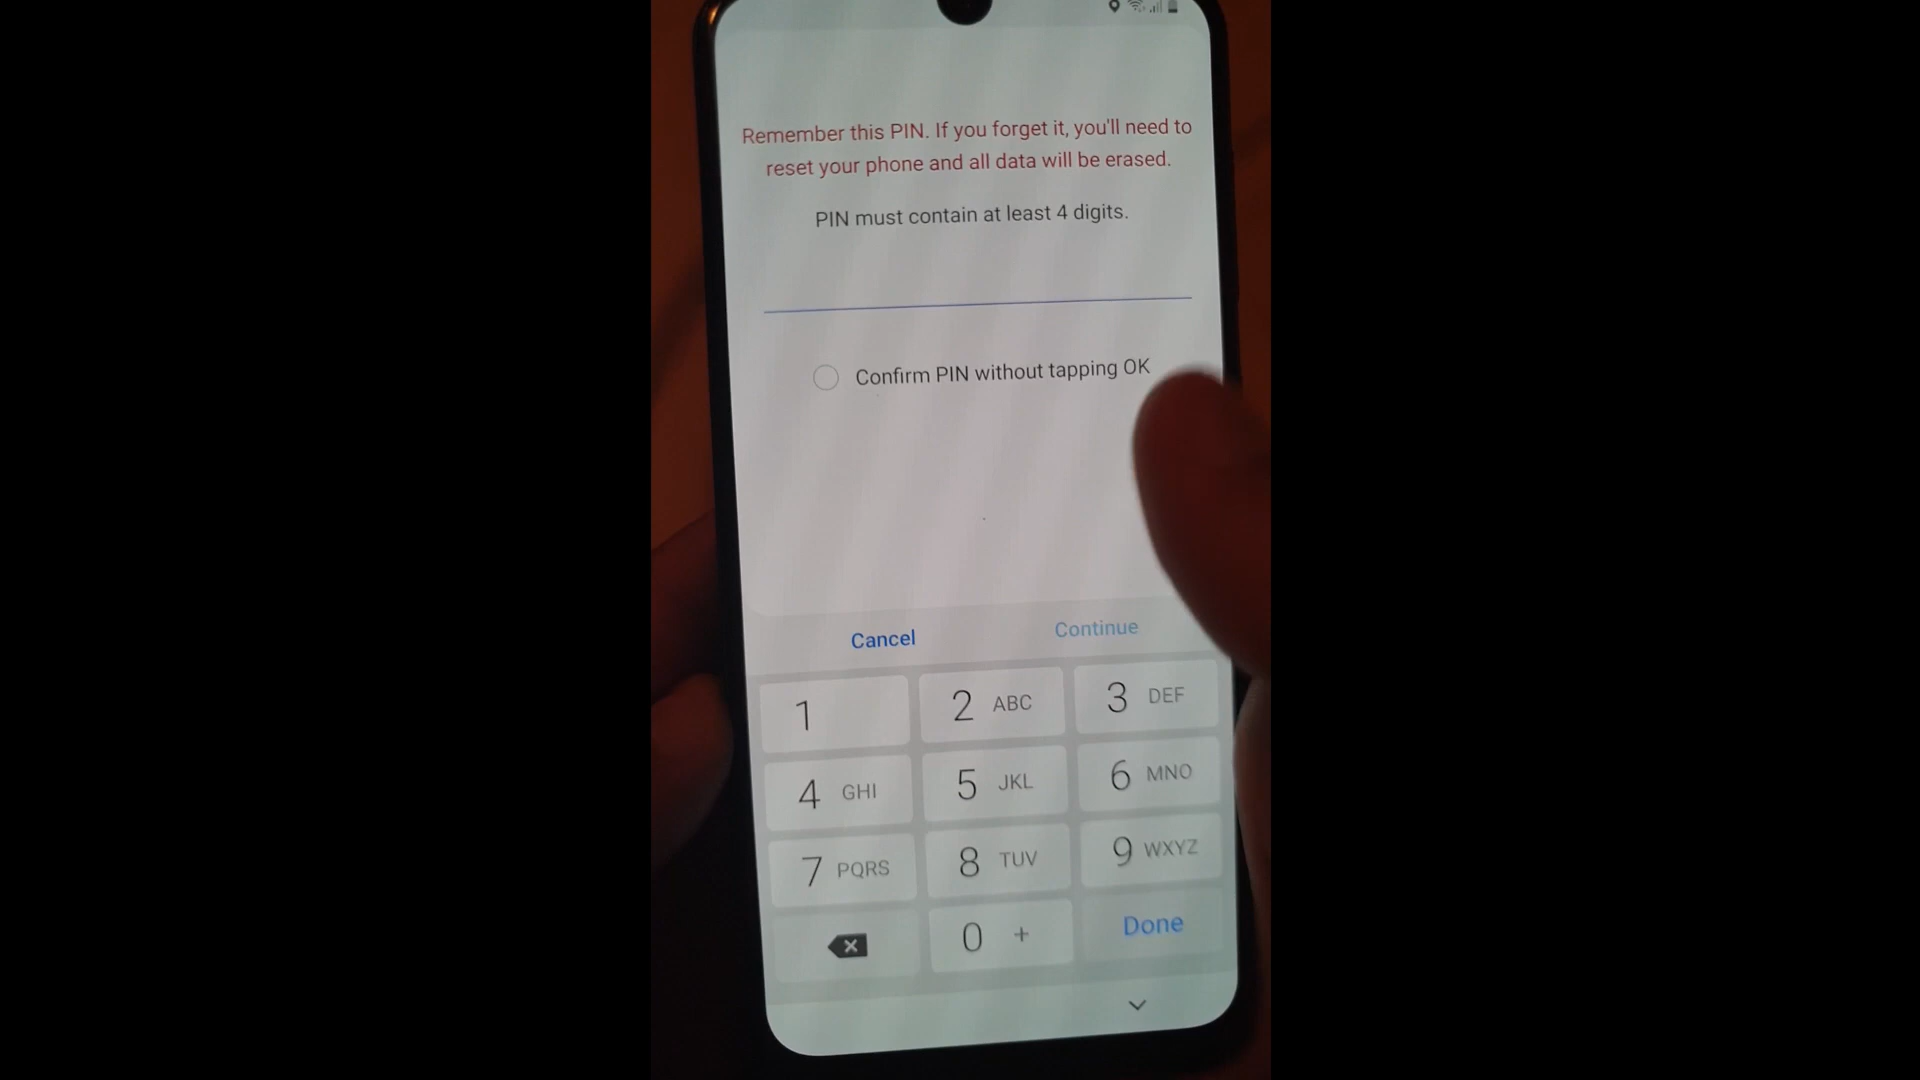 Remember this PIN. If you forget it, you'll need to
reset your phone and all data will be erased.
PIN must contain at least 4 digits.
Confirm PIN without tapping OK
Cancel Continue
1 2 ABC 3 DEF
4 GHI 5 JKL 6 MNO
7 PQRS 8 TUV 9 WXYZ
0 + Done